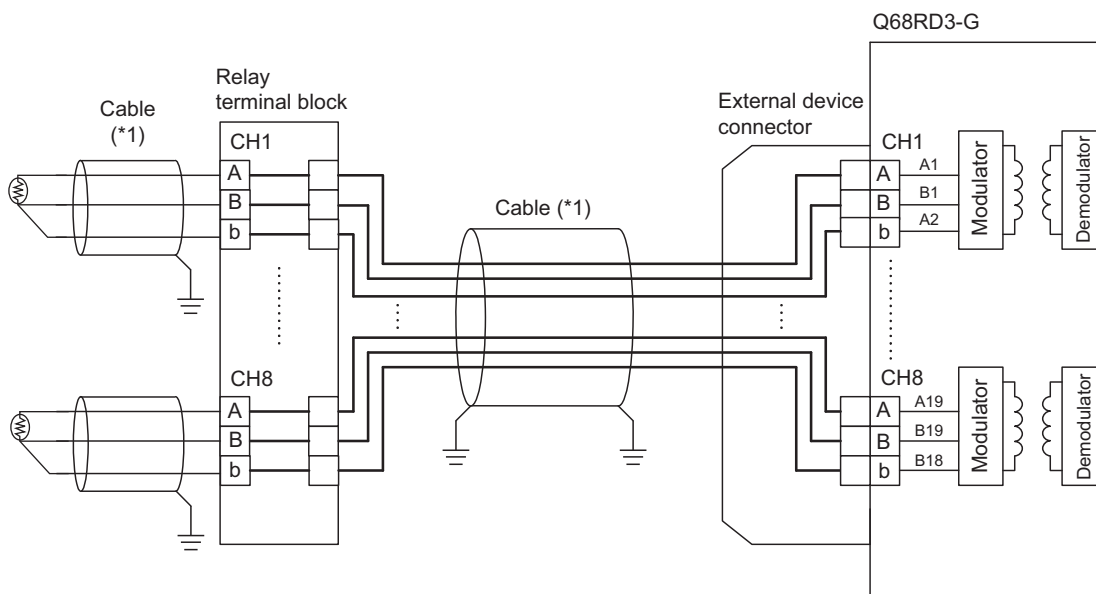 Q68RD3-G
Relay
terminal block
External device
connector
Cable
(*1)
CH1
A
B
b
Cable (*1)
CH1
A
B
b
A1
B1
A2
Modulator
Demodulator
CH8
A
B
b
CH8
A
B
b
A19
B19
B18
Modulator
Demodulator